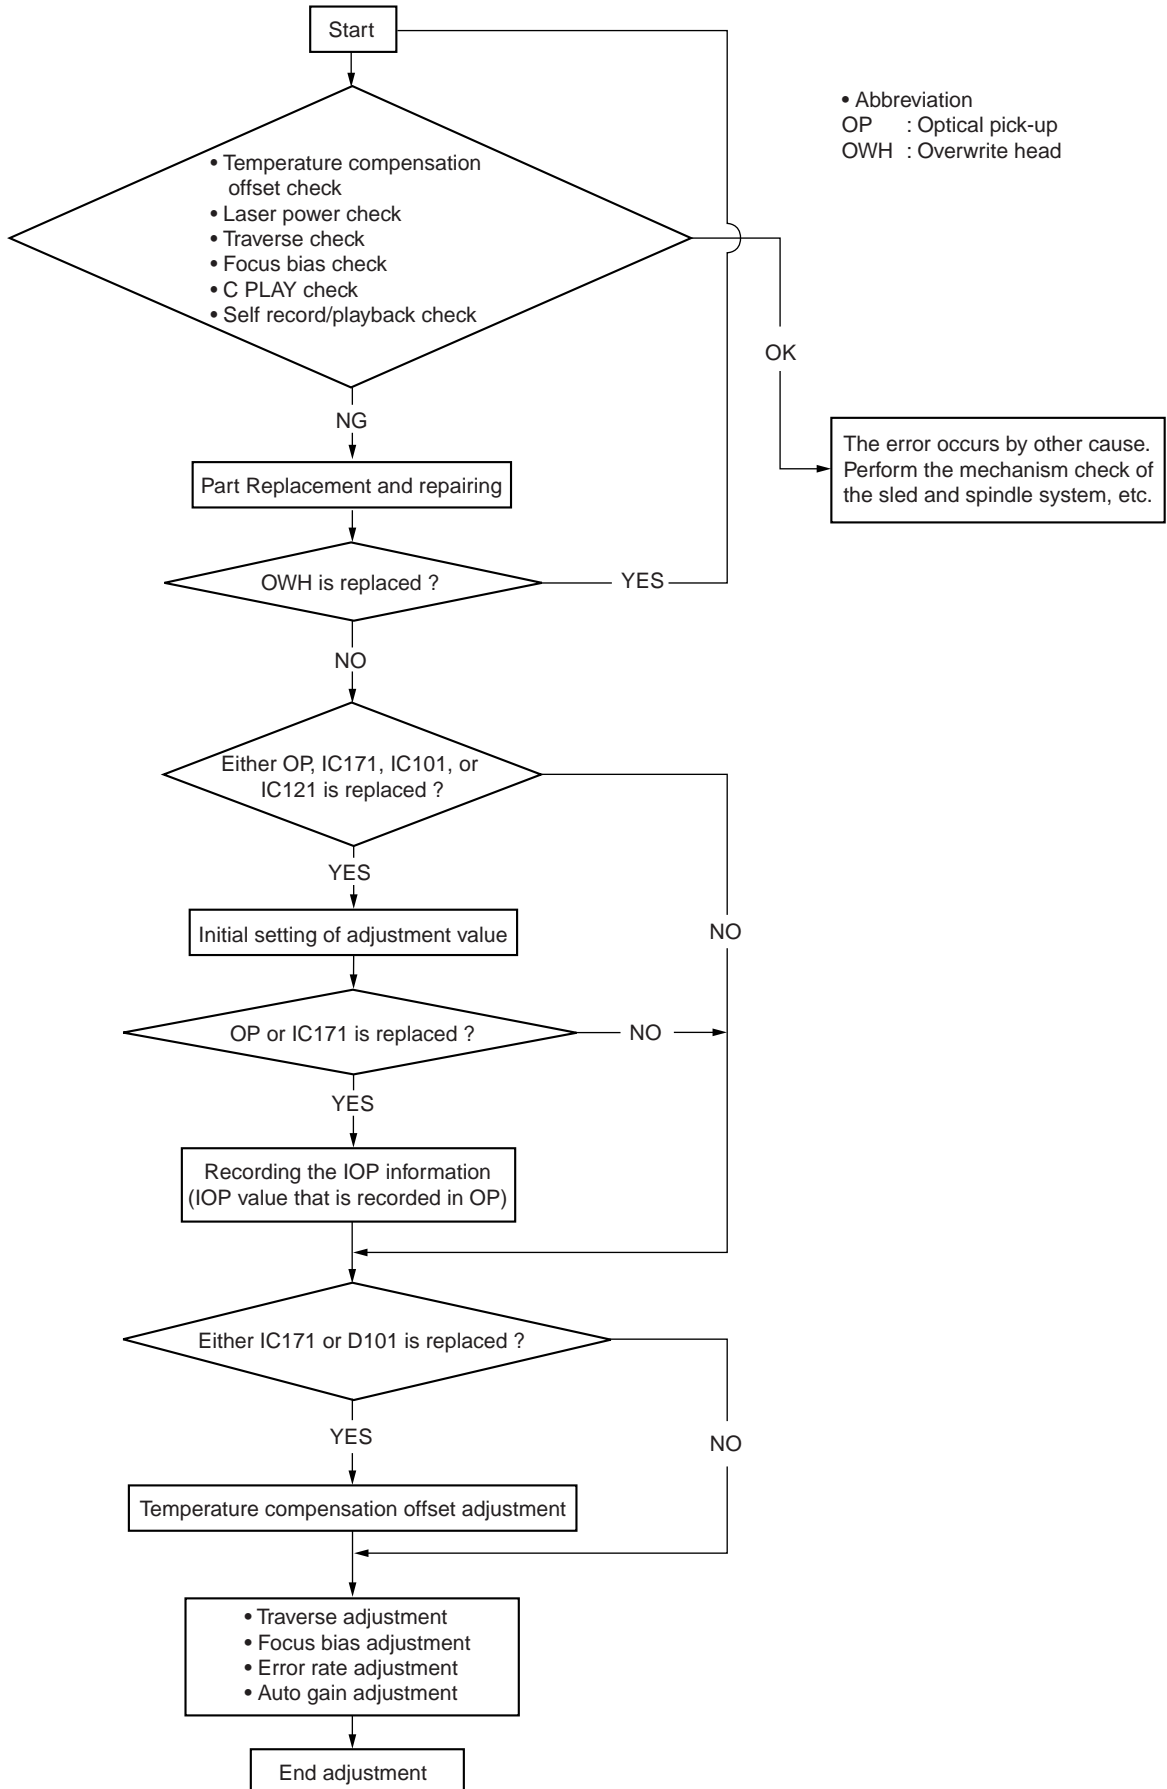 Start
• Abbreviation
OP : Optical pick-up
OWH : Overwrite head
• Temperature compensation
offset check
• Laser power check
• Traverse check
• Focus bias check
• C PLAY check
• Self record/playback check
OK
NG
The error occurs by other cause.
Perform the mechanism check of
the sled and spindle system, etc.
Part Replacement and repairing
OWH is replaced ?
YES
NO
Either OP, IC171, IC101, or
IC121 is replaced ?
YES
NO
Initial setting of adjustment value
OP or IC171 is replaced ?
NO
YES
Recording the IOP information
(IOP value that is recorded in OP)
Either IC171 or D101 is replaced ?
YES
NO
Temperature compensation offset adjustment
• Traverse adjustment
• Focus bias adjustment
• Error rate adjustment
• Auto gain adjustment
End adjustment